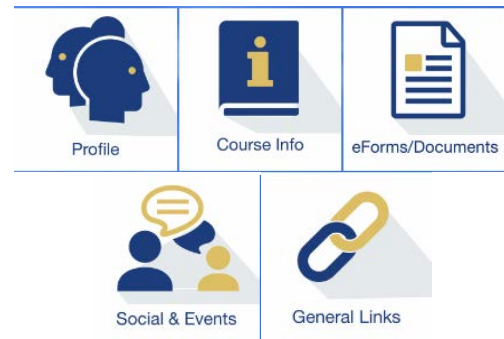 Profile
Course Info
eForms/Documents
Social & Events
General Links